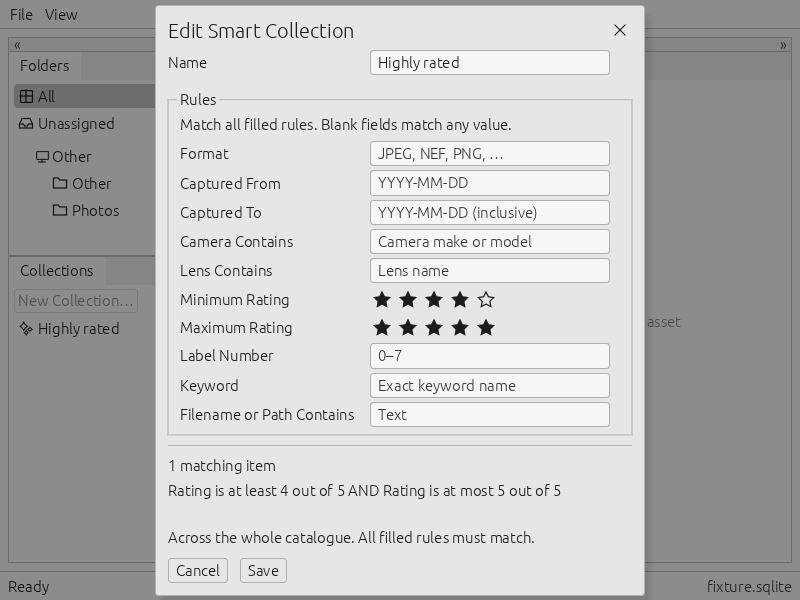 File View
Edit Smart Collection
Name
Highly rated
«
»
Folders
All
Unassigned
Other
Other
Photos
Collections
New Collection…
Highly rated
Rules
Match all filled rules. Blank fields match any value.
Format
JPEG, NEF, PNG, …
Captured From
YYYY-MM-DD
Captured To
YYYY-MM-DD (inclusive)
Camera Contains
Camera make or model
Lens Contains
Lens name
Minimum Rating
Maximum Rating
Label Number
0–7
Keyword
Exact keyword name
Filename or Path Contains
Text
asset
1 matching item
Rating is at least 4 out of 5 AND Rating is at most 5 out of 5
Across the whole catalogue. All filled rules must match.
Cancel
Save
Ready
fixture.sqlite